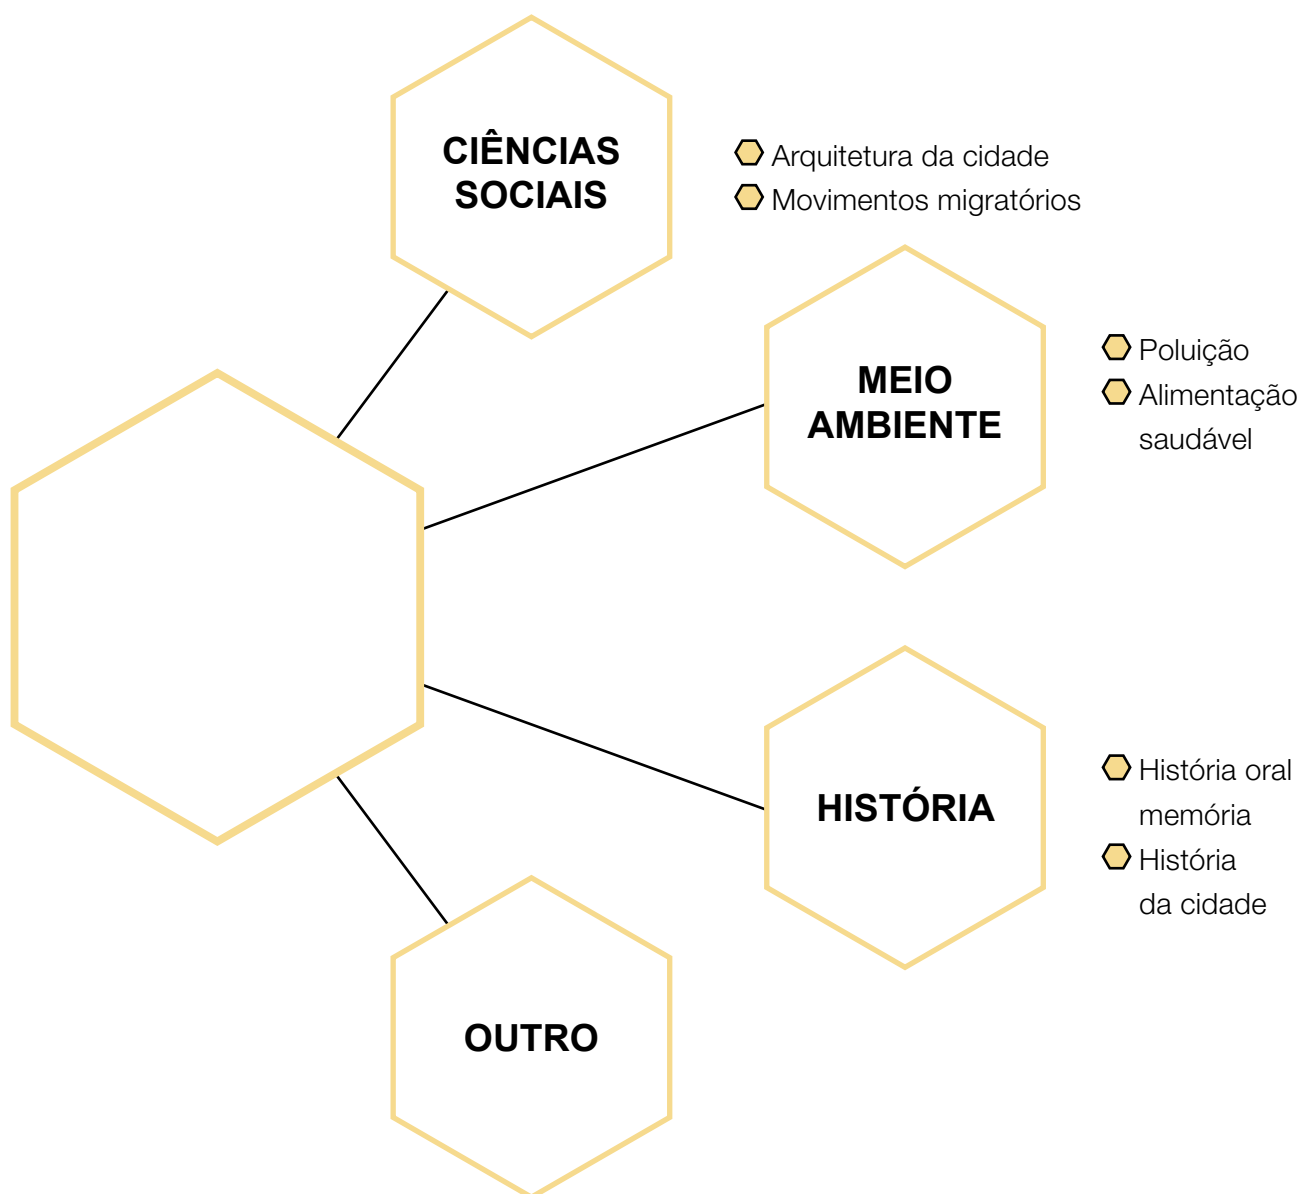 CIÊNCIAS
SOCIAIS
Arquitetura da cidade
Movimentos migratórios
MEIO
AMBIENTE
Poluição
Alimentação
saudável
HISTÓRIA
História oral
memória
História
da cidade
OUTRO